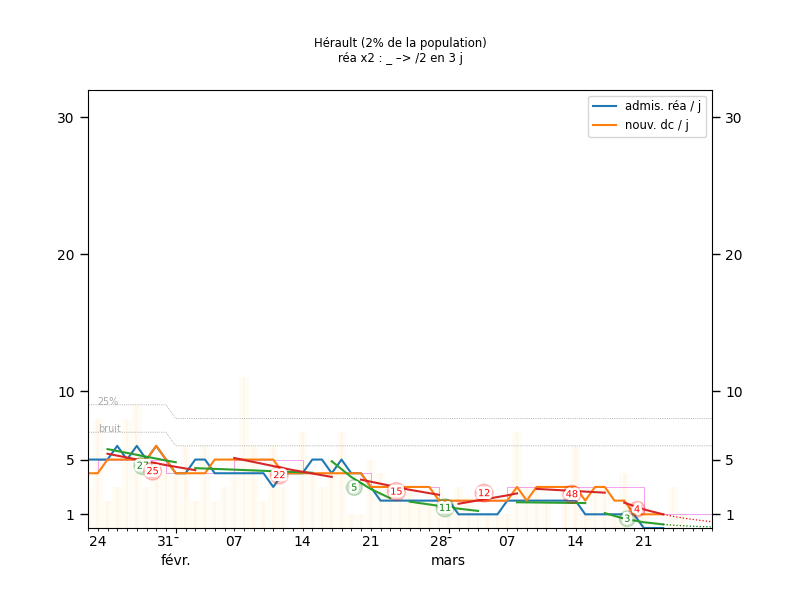 Hérault (2% de la population)
réa x2 : _ –> /2 en 3 j
admis. réa / j
nouv. dc / j
30 30
20 20
10 10
25%
bruit
5 5
25
22
5
15
11
12
48
3
4
1 1
24 31 07 14 21 28 07 14 21
févr. mars